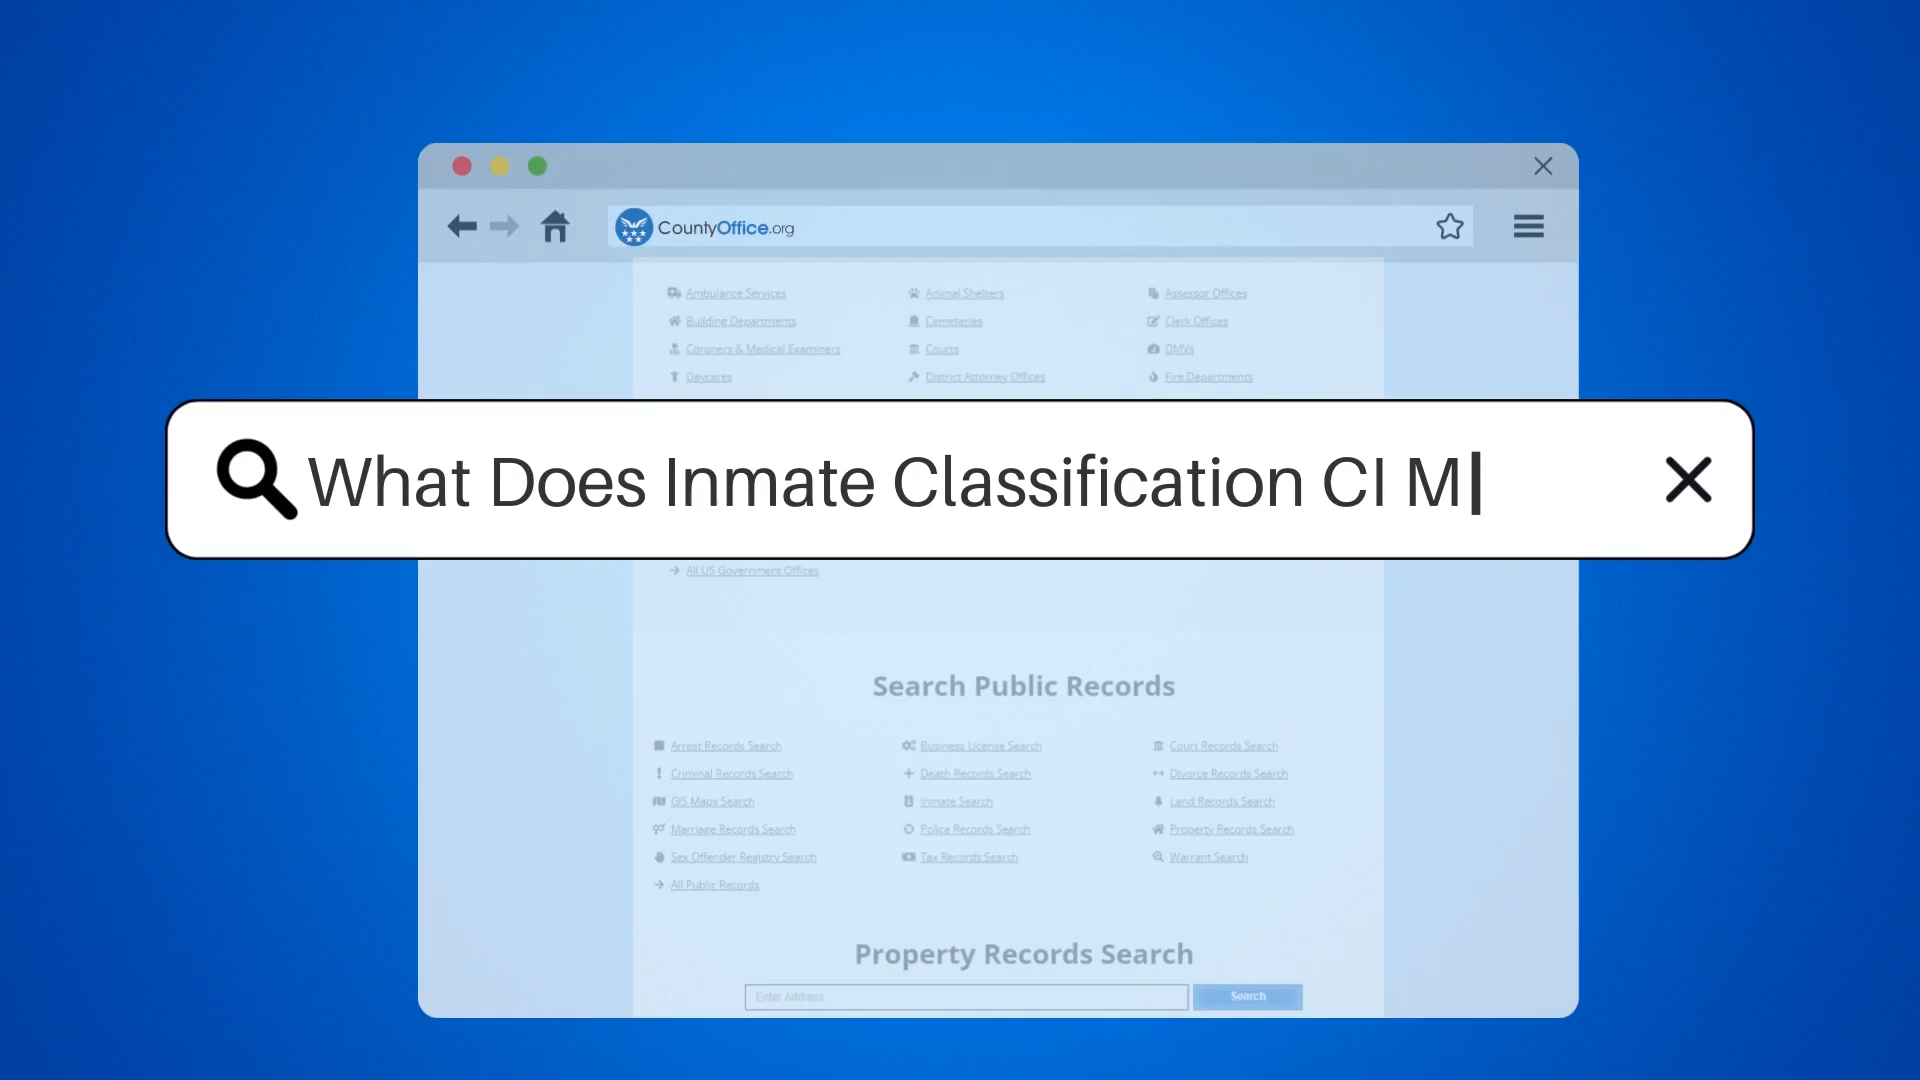 CountyOffice.org
Ambulance Services Animal Shelters Assessor Offices
Building Departments Cemeteries Clerk Offices
Coroners & Medical Examiners Courts DMVs
Daycares District Attorney Offices Fire Departments
What Does Inmate Classification CI M
All US Government Offices
Search Public Records
Arrest Records Search Business License Search Court Records Search
Criminal Records Search Death Records Search Divorce Records Search
GIS Maps Search Inmate Search Land Records Search
Marriage Records Search Police Records Search Property Records Search
Sex Offender Registry Search Tax Records Search Warrant Search
All Public Records
Property Records Search
Enter Address Search